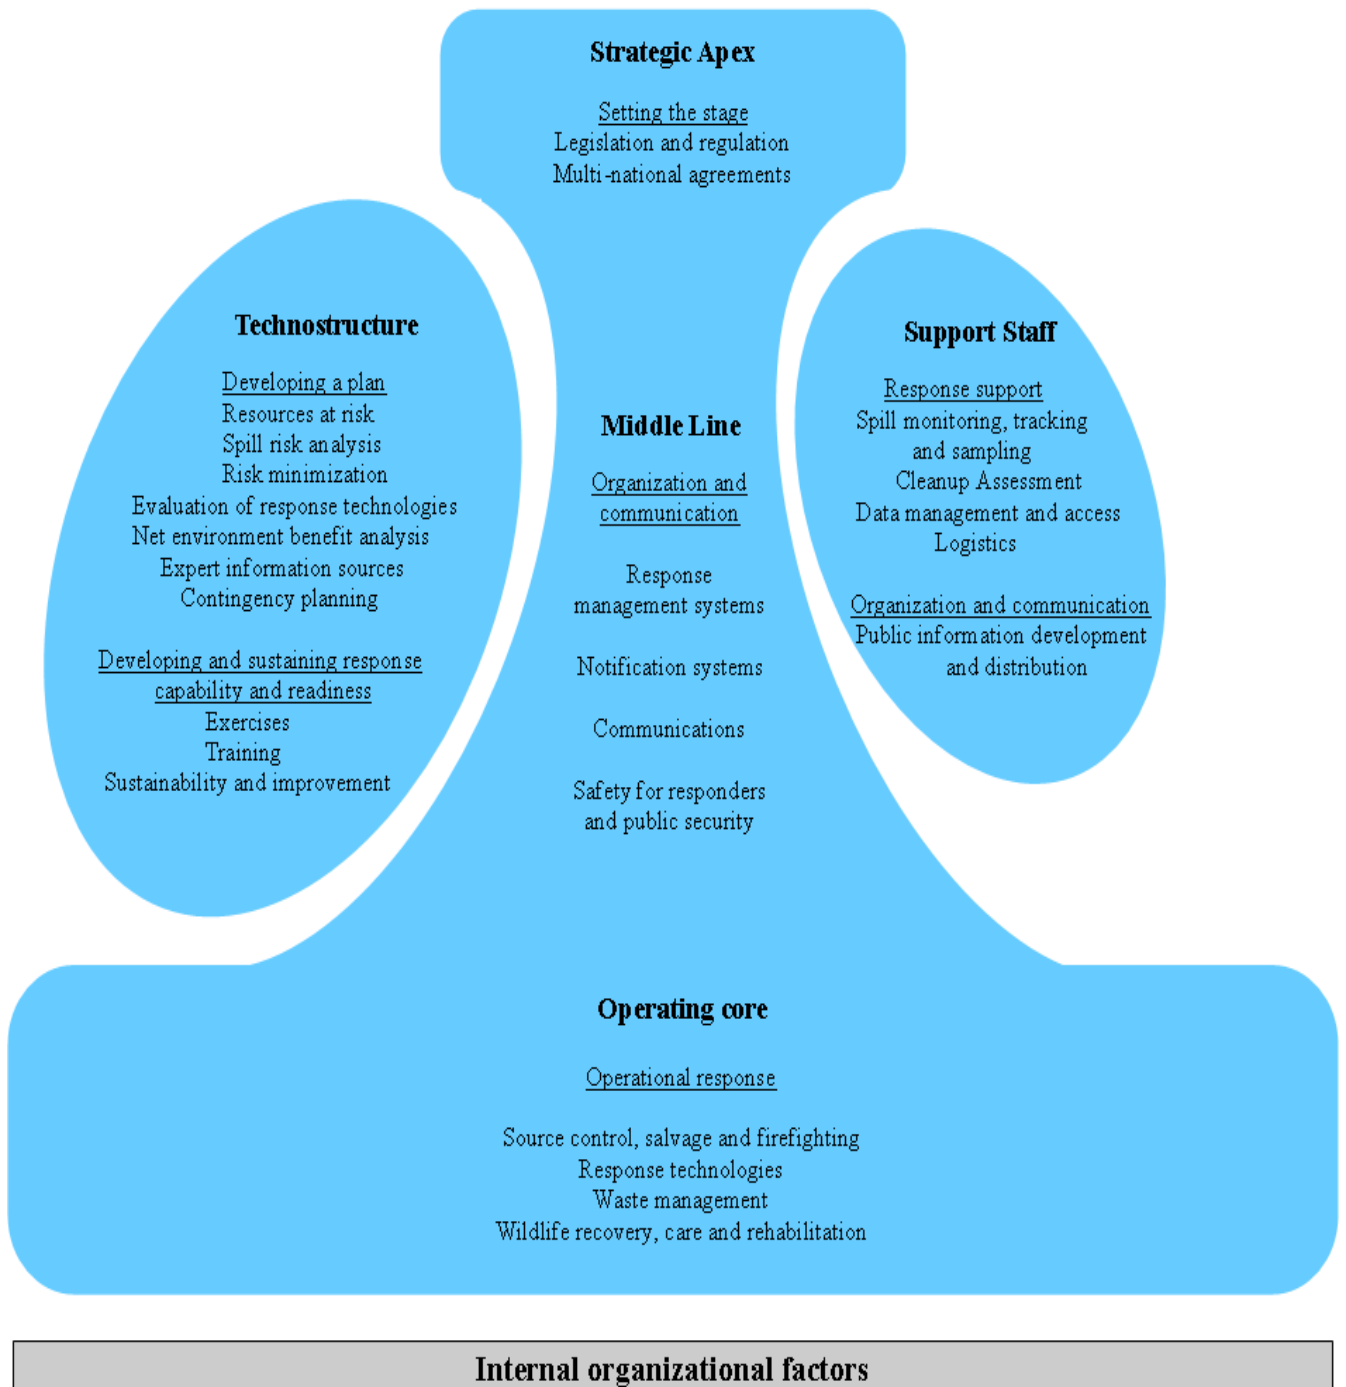 Strategic Apex
Setting the stage
Legislation and regulation
Multi-national agreements
Technostructure
Developing a plan
Resources at risk
Spill risk analysis
Risk minimization
Evaluation of response technologies
Net environment benefit analysis
Expert information sources
Contingency planning
Developing and sustaining response
capability and readiness
Exercises
Training
Sustainability and improvement
Middle Line
Organization and
communication
Response
management systems
Notification systems
Communications
Safety for responders
and public security
Support Staff
Response support
Spill monitoring, tracking
and sampling
Cleanup Assessment
Data management and access
Logistics
Organization and communication
Public information development
and distribution
Operating core
Operational response
Source control, salvage and firefighting
Response technologies
Waste management
Wildlife recovery, care and rehabilitation
Internal organizational factors